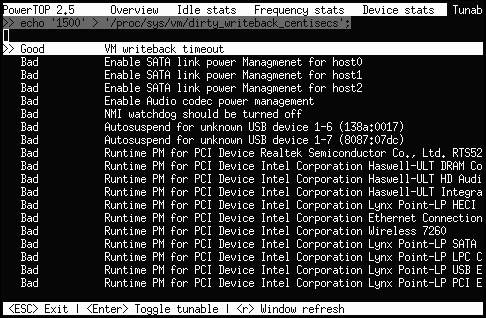 PowerTOP 2.5 Overview Idle stats Frequency stats Device stats Tunab
>> echo '1500' > '/proc/sys/vm/dirty_writeback_centisecs';
>> Good VM writeback timeout
Bad Enable SATA link power Managmenet for host0
Bad Enable SATA link power Managmenet for host1
Bad Enable SATA link power Managmenet for host2
Bad Enable Audio codec power management
Bad NMI watchdog should be turned off
Bad Autosuspend for unknown USB device 1-6 (138a:0017)
Bad Autosuspend for unknown USB device 1-7 (8087:07dc)
Bad Runtime PM for PCI Device Realtek Semiconductor Co., Ltd. RTS52
Bad Runtime PM for PCI Device Intel Corporation Haswell-ULT DRAM Co
Bad Runtime PM for PCI Device Intel Corporation Haswell-ULT HD Audi
Bad Runtime PM for PCI Device Intel Corporation Haswell-ULT Integra
Bad Runtime PM for PCI Device Intel Corporation Lynx Point-LP HECI
Bad Runtime PM for PCI Device Intel Corporation Ethernet Connection
Bad Runtime PM for PCI Device Intel Corporation Wireless 7260
Bad Runtime PM for PCI Device Intel Corporation Lynx Point-LP SATA
Bad Runtime PM for PCI Device Intel Corporation Lynx Point-LP LPC C
Bad Runtime PM for PCI Device Intel Corporation Lynx Point-LP USB E
Bad Runtime PM for PCI Device Intel Corporation Lynx Point-LP PCI E
<ESC> Exit | <Enter> Toggle tunable | <r> Window refresh